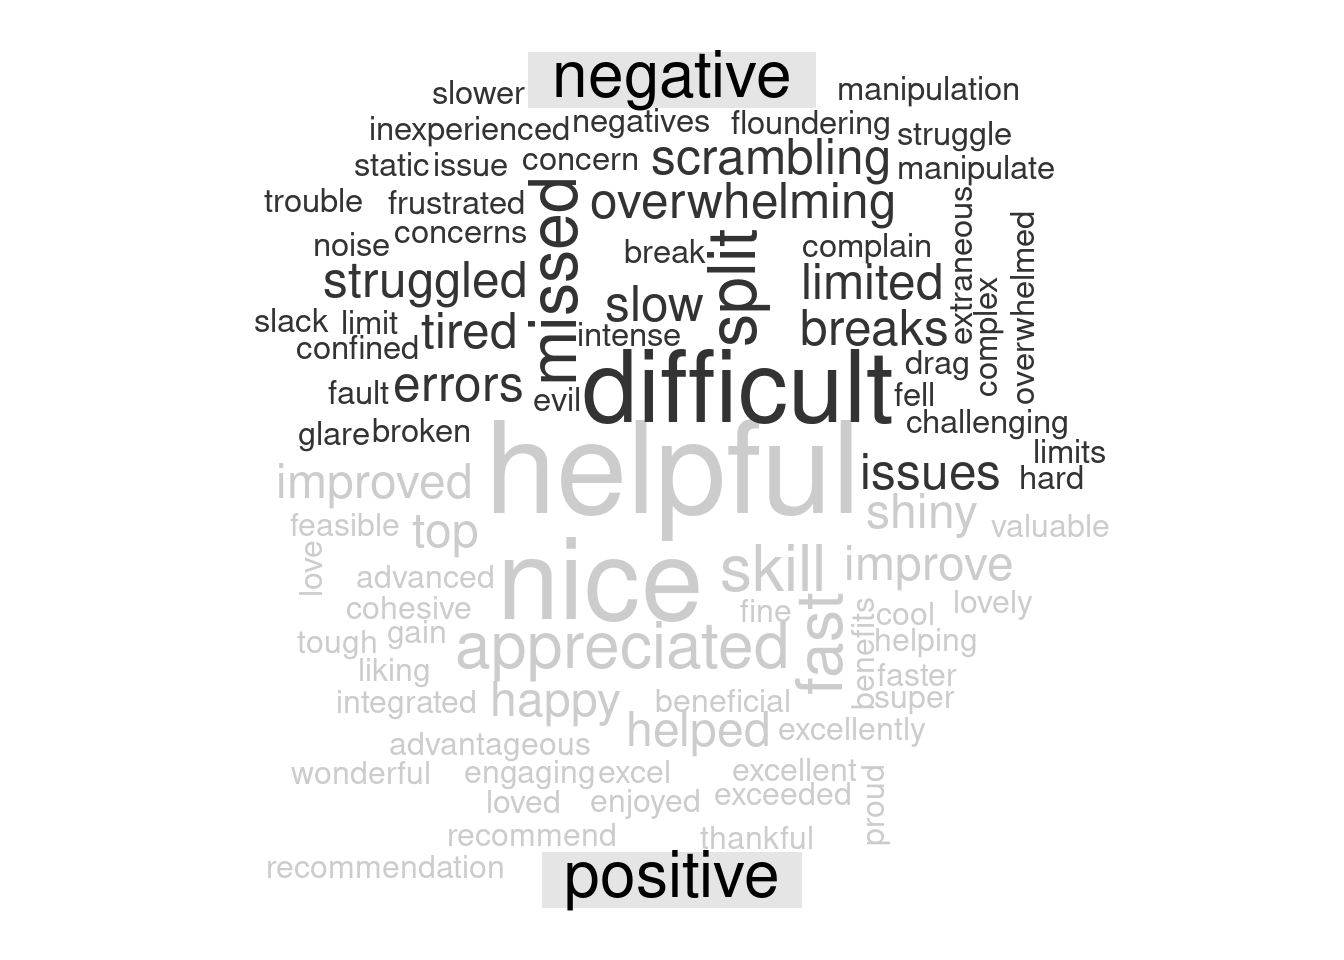 negative
slower
manipulation
inexperienced negatives floundering struggle
static issue concern scrambling manipulate
trouble frustrated missed overwhelming extraneous
noise concerns break split complain overwhelmed
struggled slow limited complex
slack limit tired intense breaks
confined difficult drag
fault errors evil fell
glare broken challenging
limits
improved helpful issues hard
feasible top shiny valuable
love advanced nice skill improve
cohesive fine fast benefits cool lovely
tough gain appreciated helping
liking faster
integrated happy beneficial super
advantageous helped excellently
wonderful engaging excel excellent
loved enjoyed exceeded proud
recommend thankful
recommendation
positive